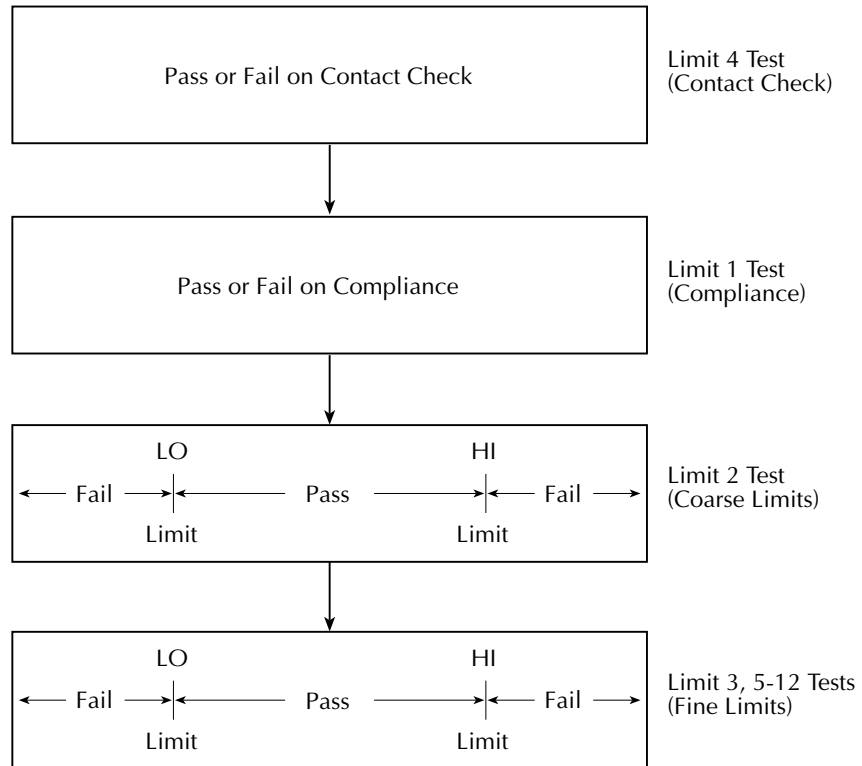 Pass or Fail on Contact Check
Limit 4 Test
(Contact Check)
Pass or Fail on Compliance
Limit 1 Test
(Compliance)
LO HI
Fail Pass Fail
Limit Limit
Limit 2 Test
(Coarse Limits)
LO HI
Fail Pass Fail
Limit Limit
Limit 3, 5-12 Tests
(Fine Limits)